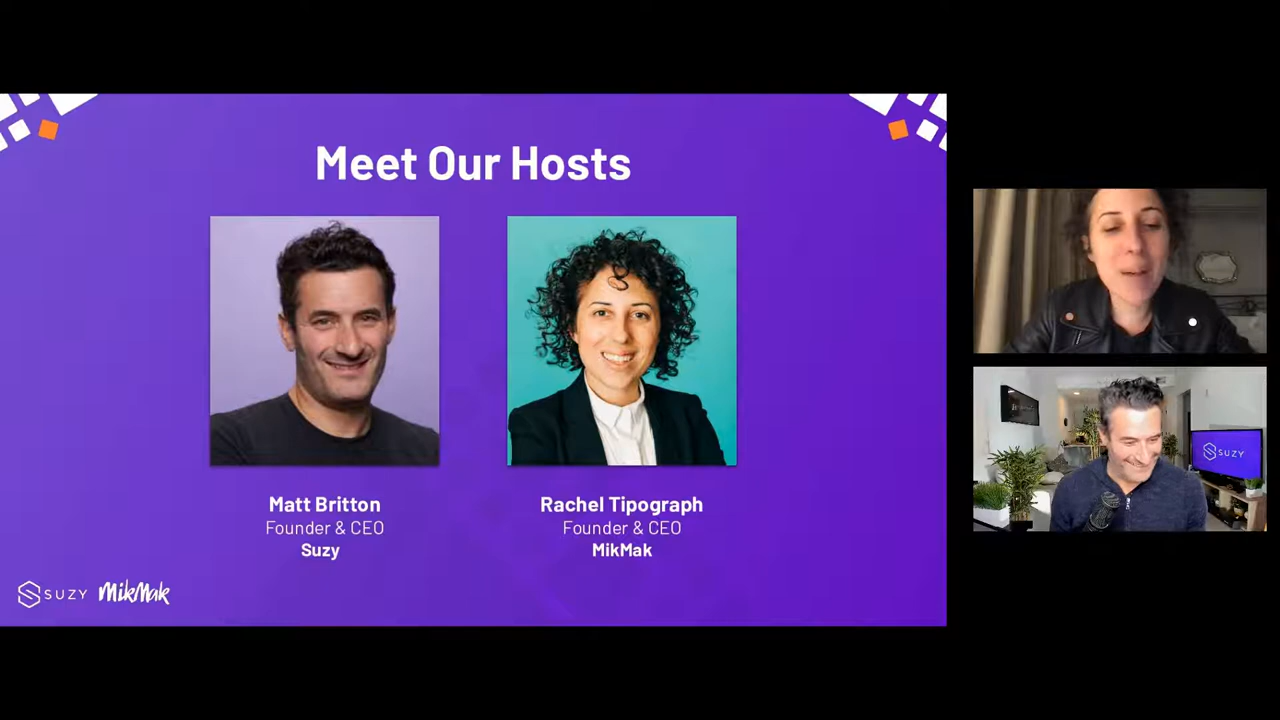 Meet Our Hosts
Matt Britton
Founder & CEO
Suzy
Rachel Tipograph
Founder & CEO
MikMak
SUZY MikMak
SUZY